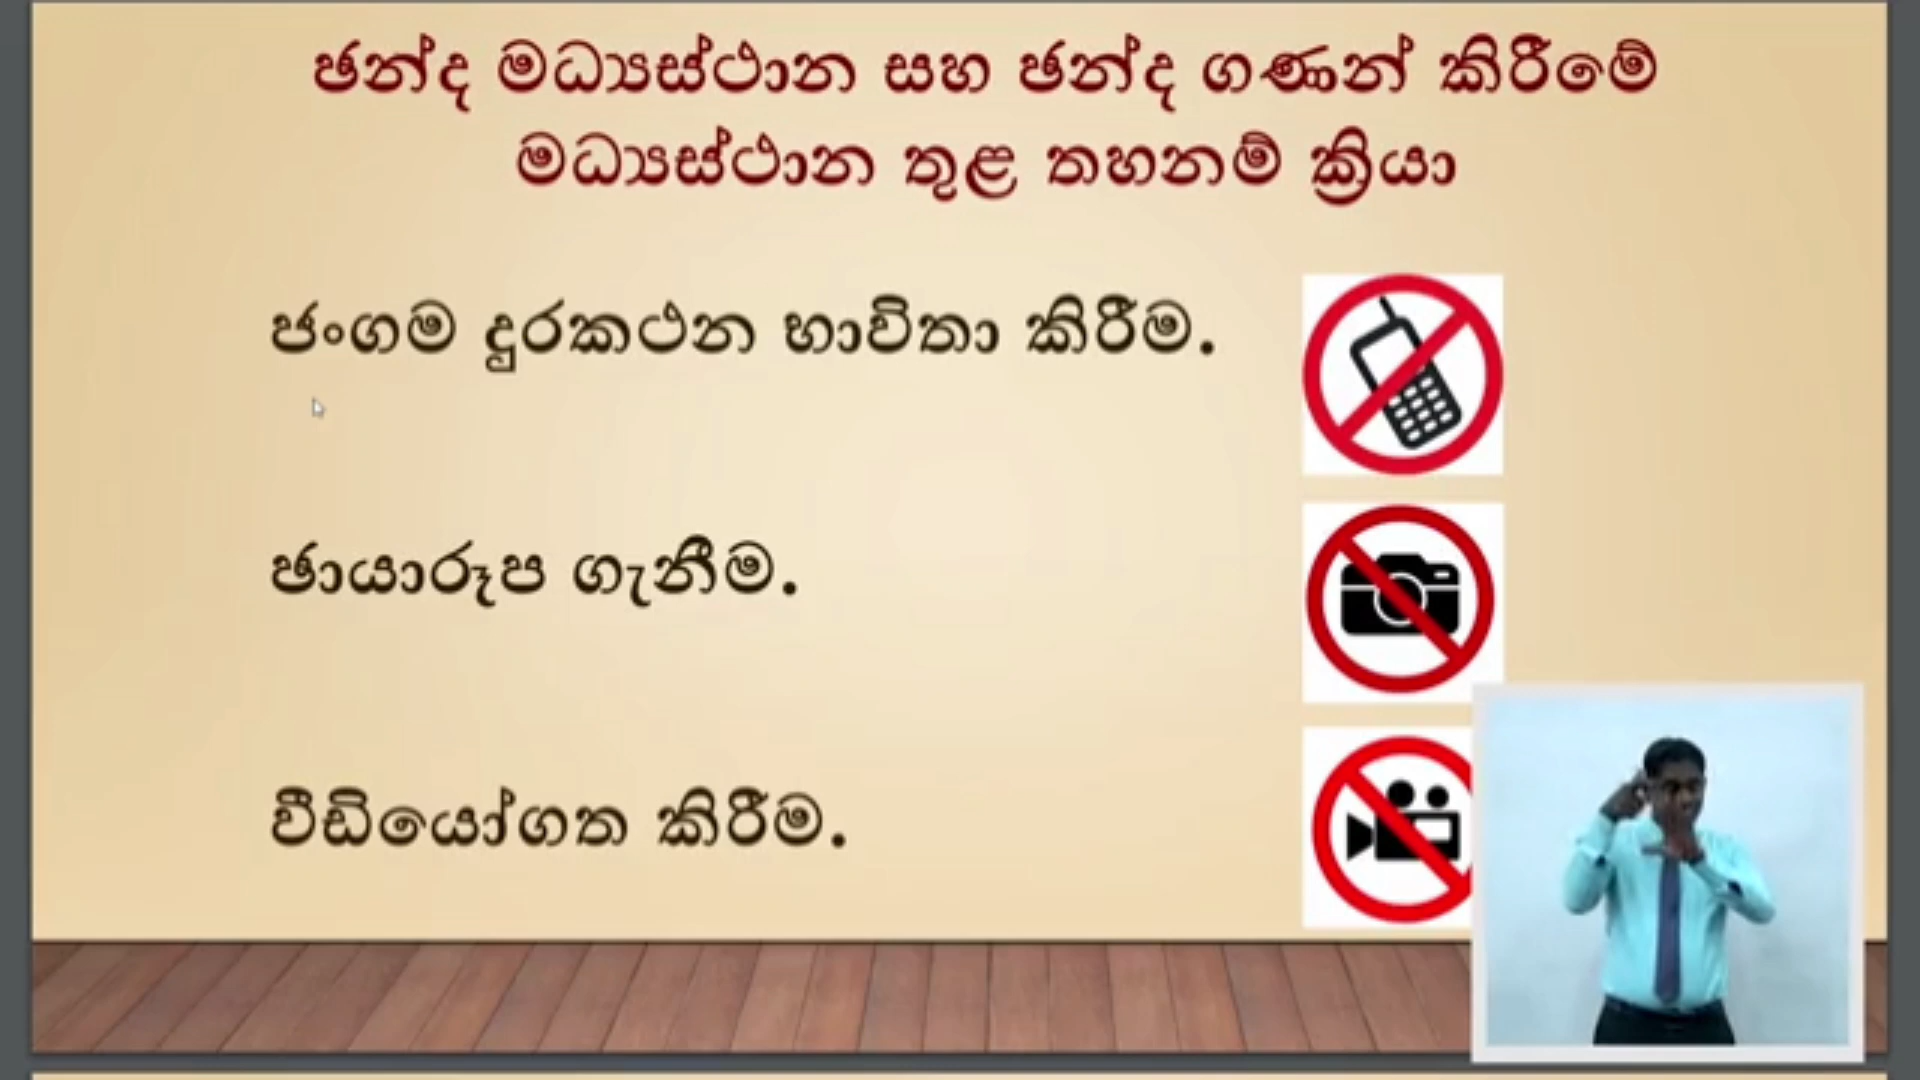 ඡන්ද මධ්‍යස්ථාන සහ ඡන්ද ගණන් කිරීමේ
මධ්‍යස්ථාන තුළ තහනම් ක්‍රියා
ජංගම දුරකථන භාවිතා කිරීම.
ඡායාරූප ගැනීම.
වීඩියෝගත කිරීම.